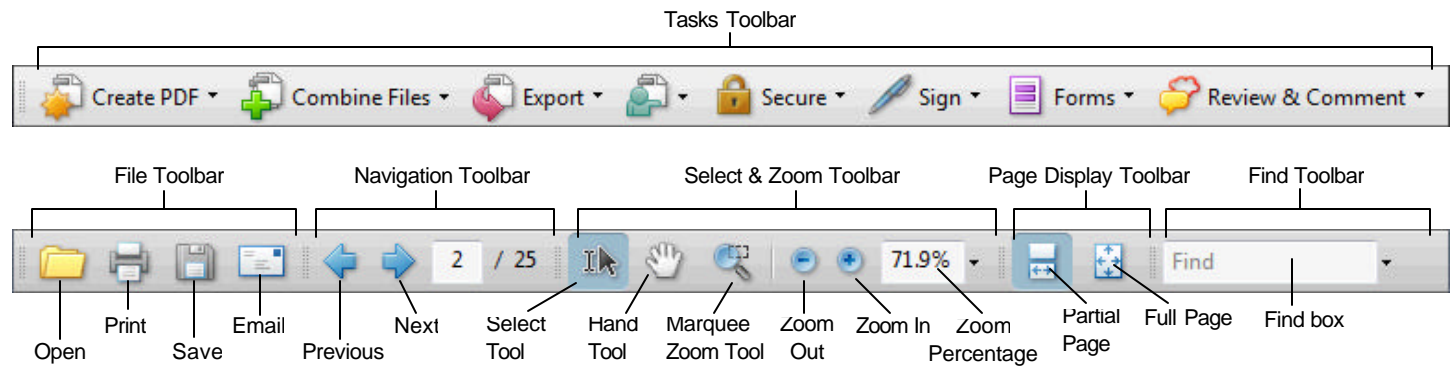 Tasks Toolbar
Create PDF Combine Files Export Secure Sign Forms Review & Comment
File Toolbar Navigation Toolbar Select & Zoom Toolbar Page Display Toolbar Find Toolbar
2 / 25 71.9% Find
Print Email Next Select Hand Marquee Zoom Zoom In Zoom Partial Full Page Find box
Open Save Previous Tool Tool Zoom Tool Out Percentage Page